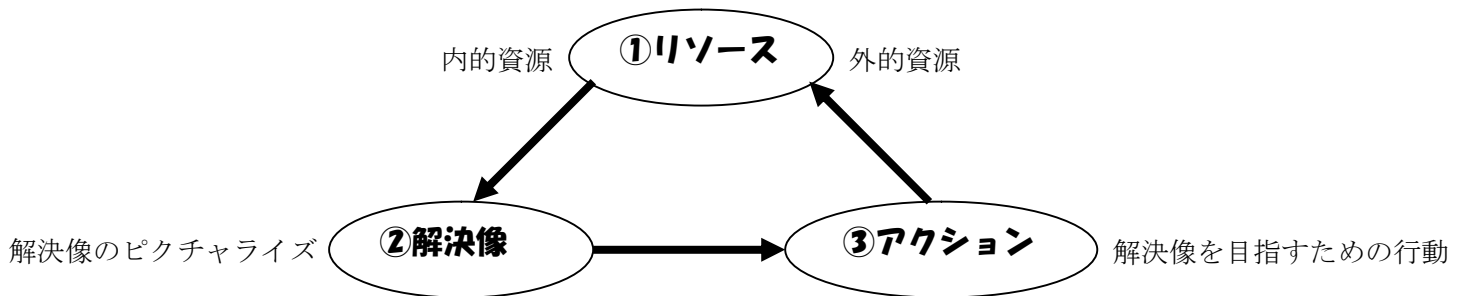 内的資源
①リソース
外的資源
解決像のピクチャライズ
②解決像
③アクション
解決像を目指すための行動